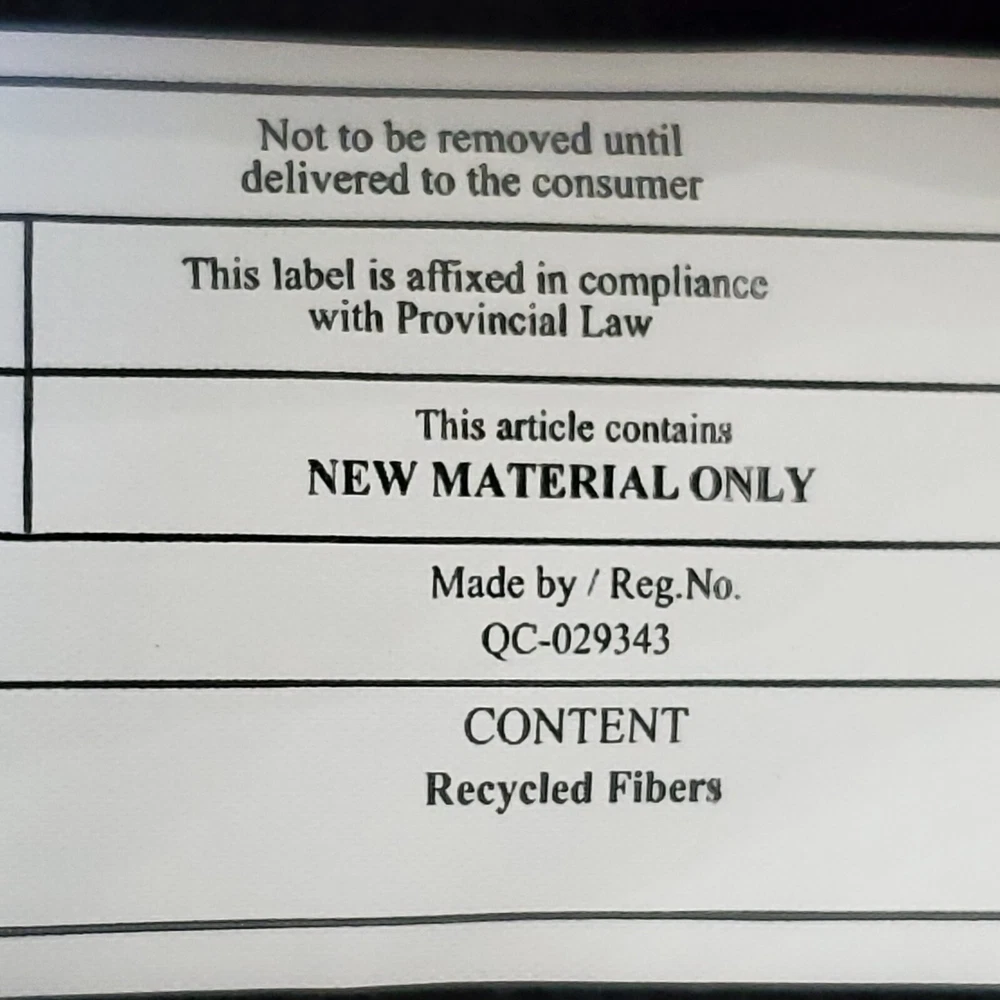 Not to be removed until
delivered to the consumer
This label is affixed in compliance
with Provincial Law
This article contains
NEW MATERIAL ONLY
Made by / Reg.No.
QC-029343
CONTENT
Recycled Fibers